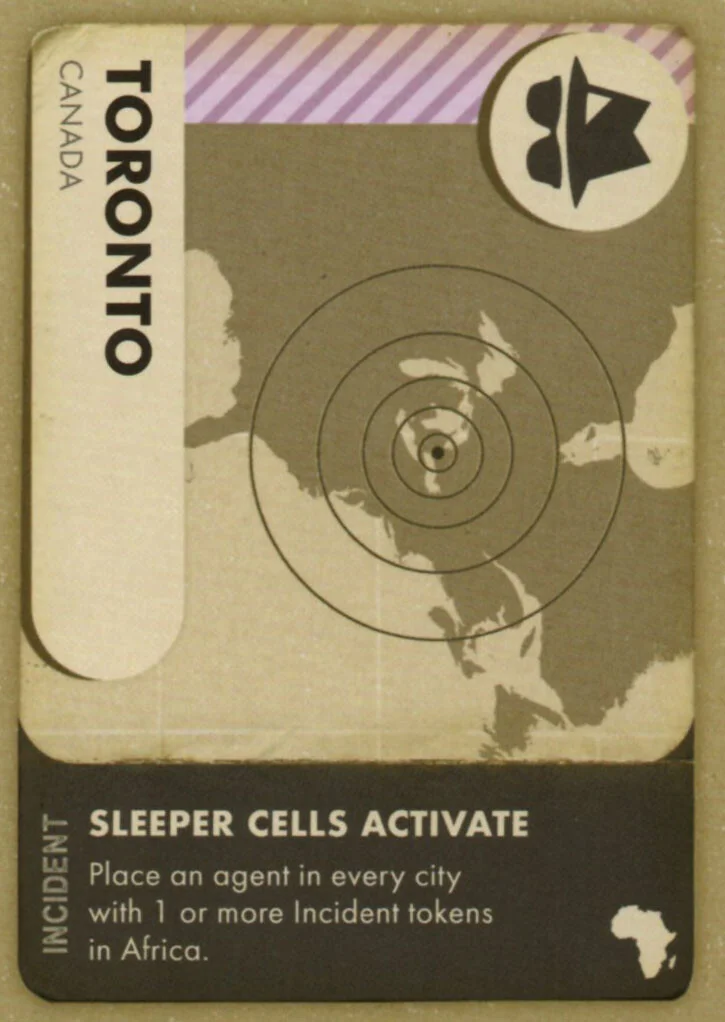 TORONTO
CANADA
INCIDENT
SLEEPER CELLS ACTIVATE
Place an agent in every city
with 1 or more Incident tokens
in Africa.